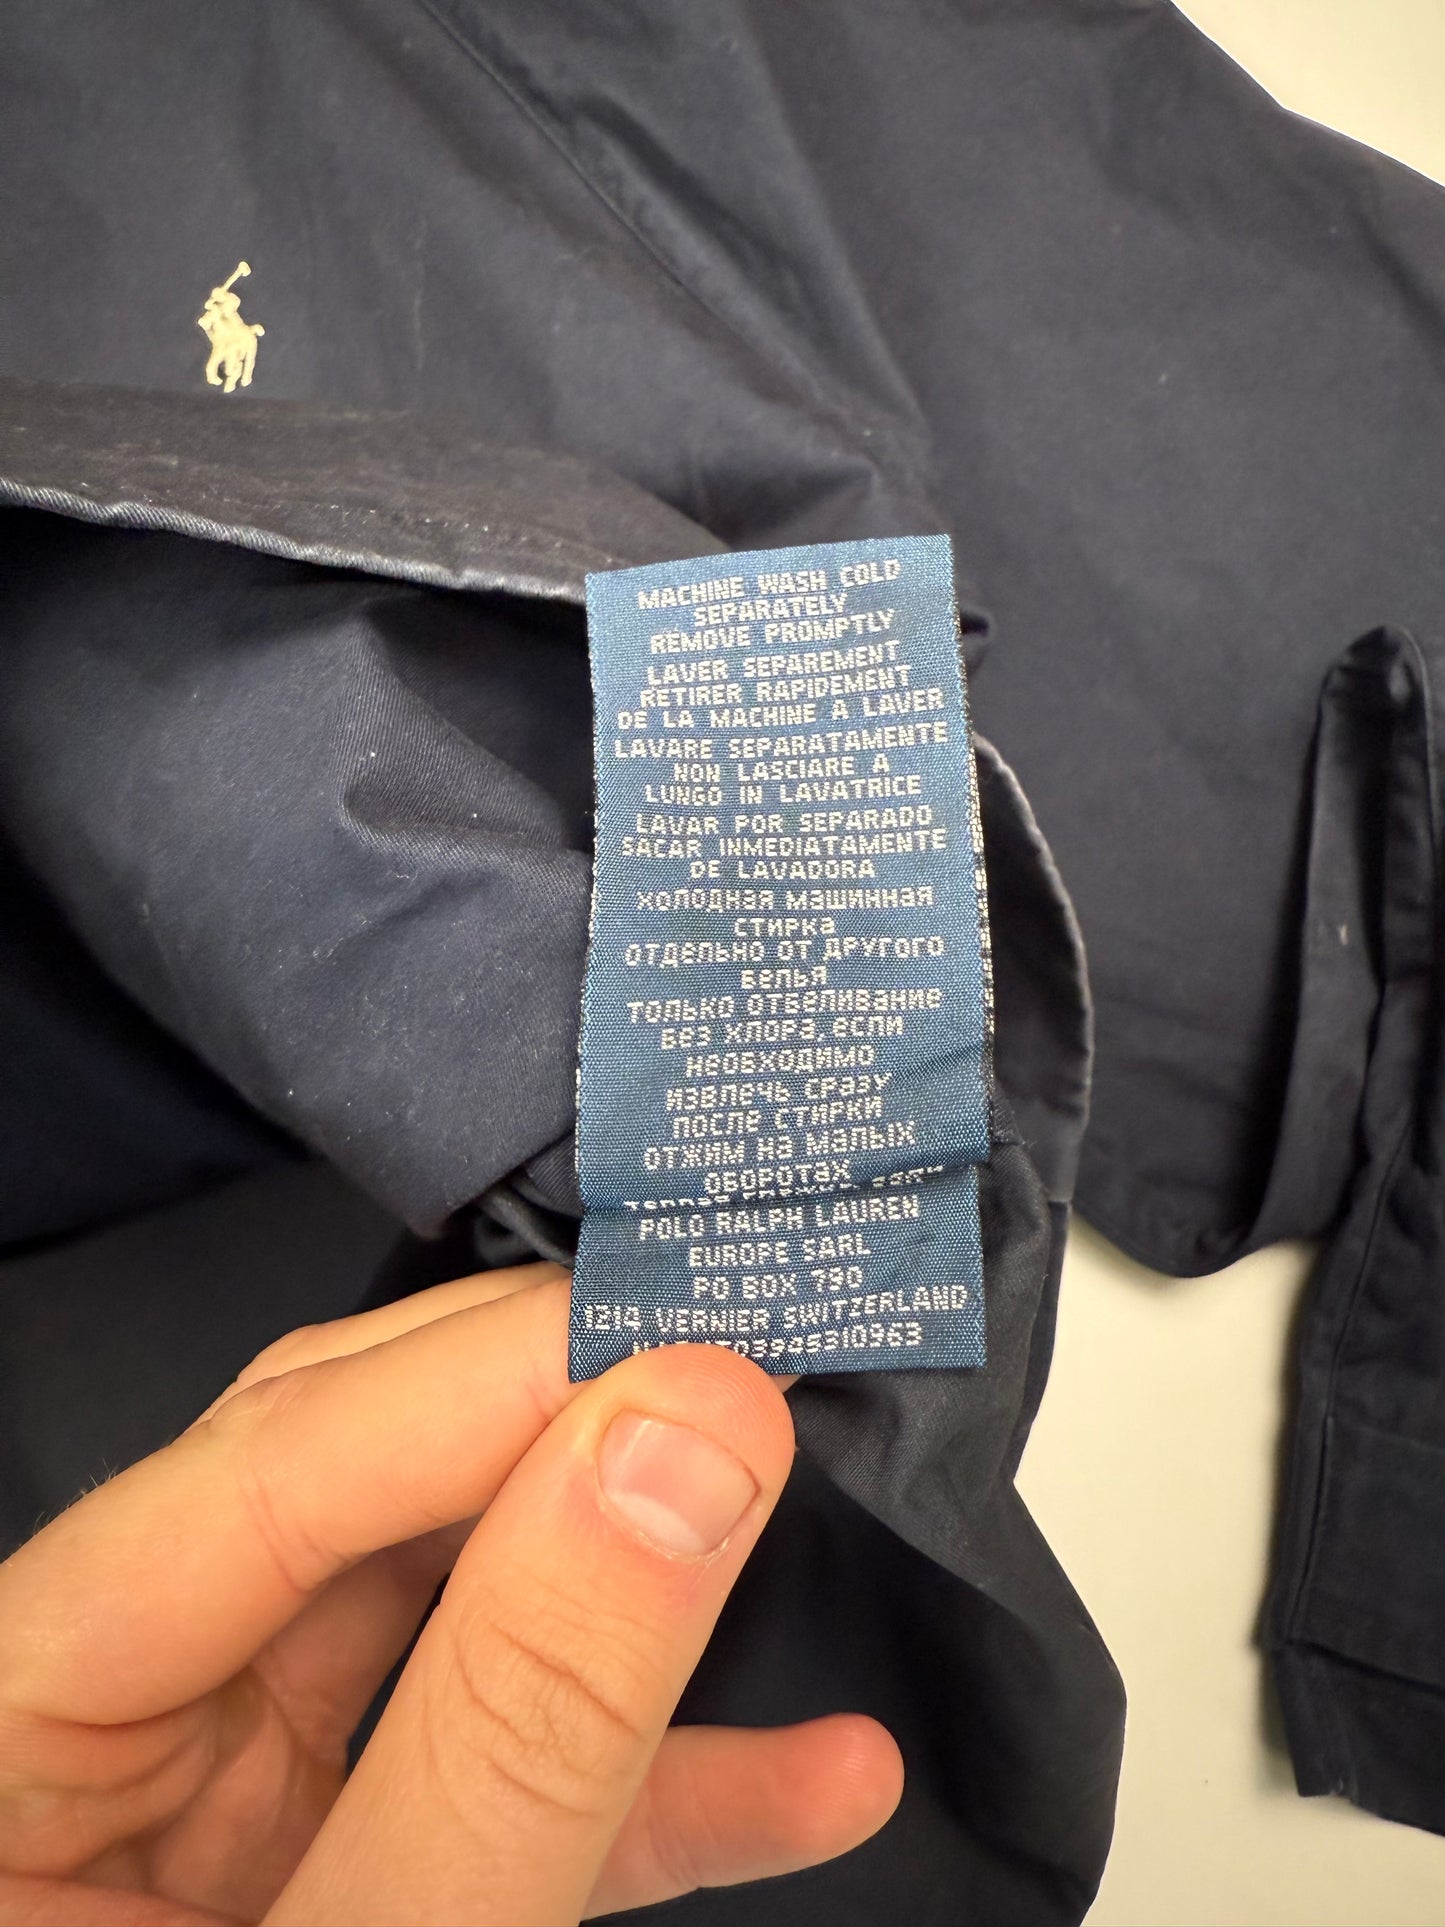 MACHINE WASH COLD
SEPARATELY
REMOVE PROMPTLY
LAVER SEPAREMENT
RETIRER RAPIDEMENT
DE LA MACHINE A LAVER
LAVARE SEPARATAMENTE
NON LASCIARE A
LUNGO IN LAVATRICE
LAVAR POR SEPARADO
SACAR INMEDIATAMENTE
DE LAVADORA
ХОЛОДНАЯ МАШИННАЯ
СТИРКА
ОТДЕЛЬНО ОТ ДРУГОГО
БЕЛЬЯ
ТОЛЬКО ОТБЕЛИВАНИЕ
БЕЗ ХЛОРА, ЕСЛИ
НЕОБХОДИМО
ИЗВЛЕЧЬ СРАЗУ
ПОСЛЕ СТИРКИ
ОТЖИМ НА МАЛЫХ
ОБОРОТАХ
POLO RALPH LAUREN
EUROPE SARL
PO BOX 790
1214 VERNIER SWITZERLAND